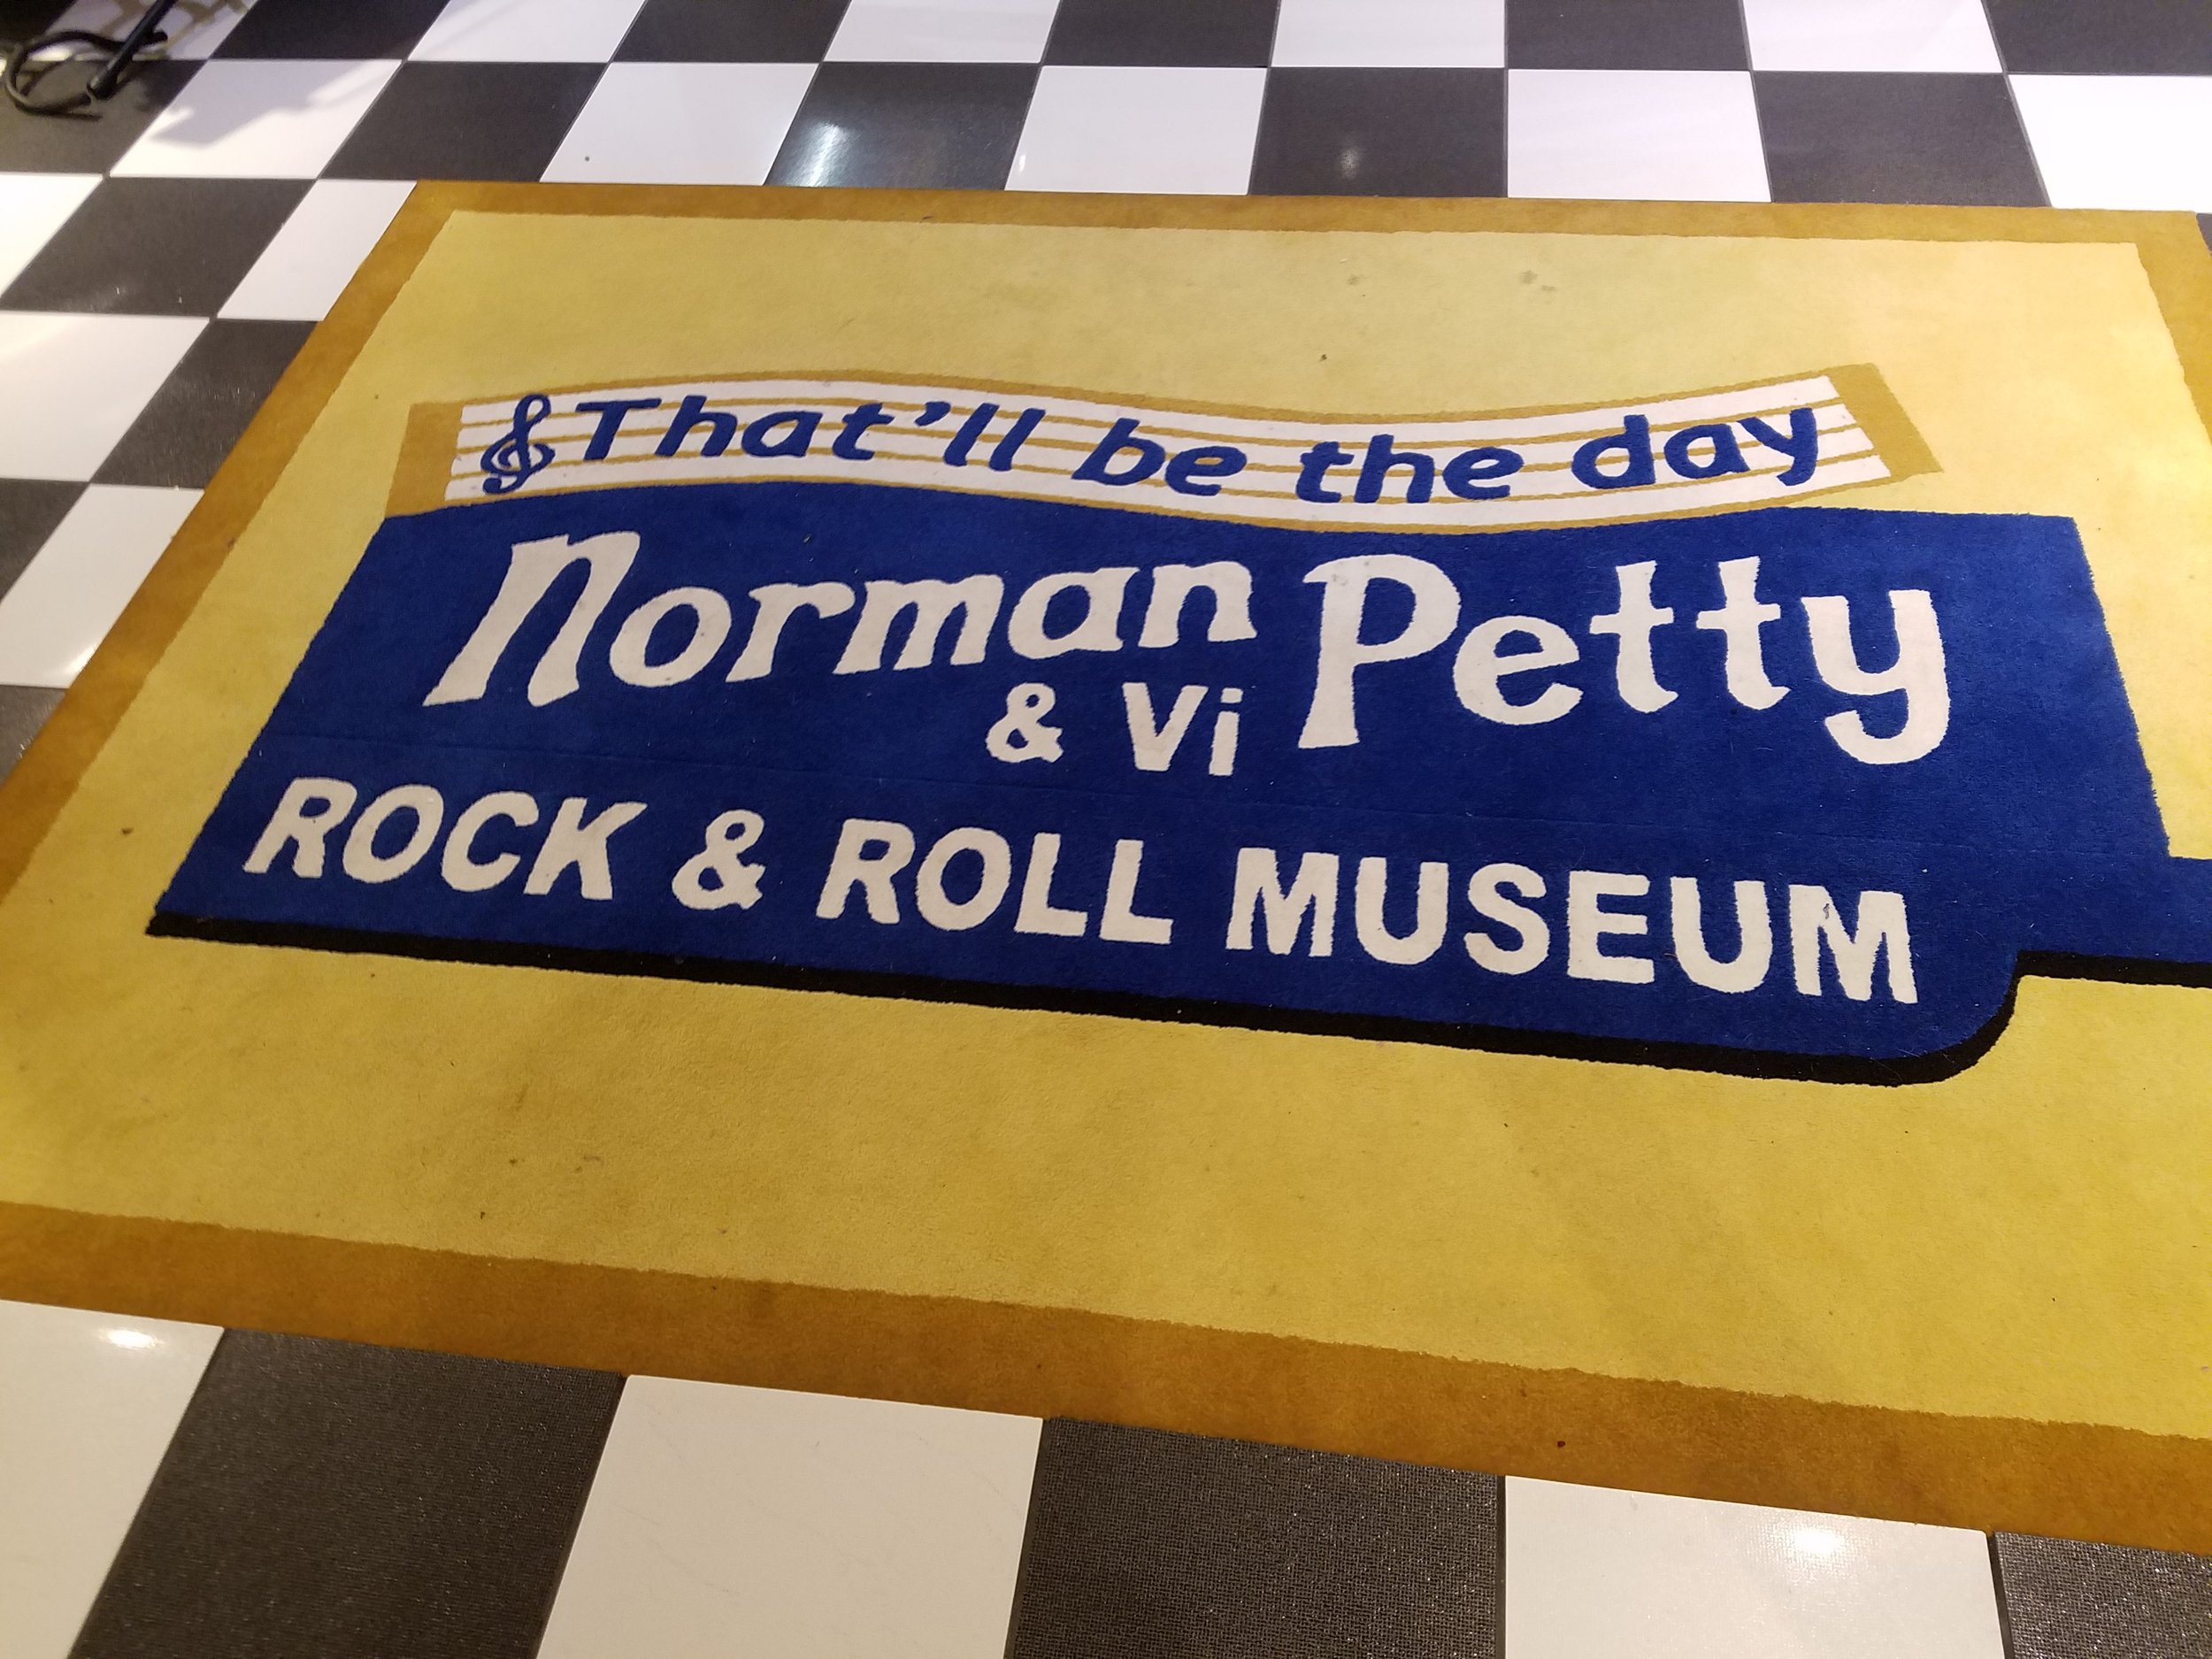 That'll be the day
Norman Petty
& Vi
ROCK & ROLL MUSEUM